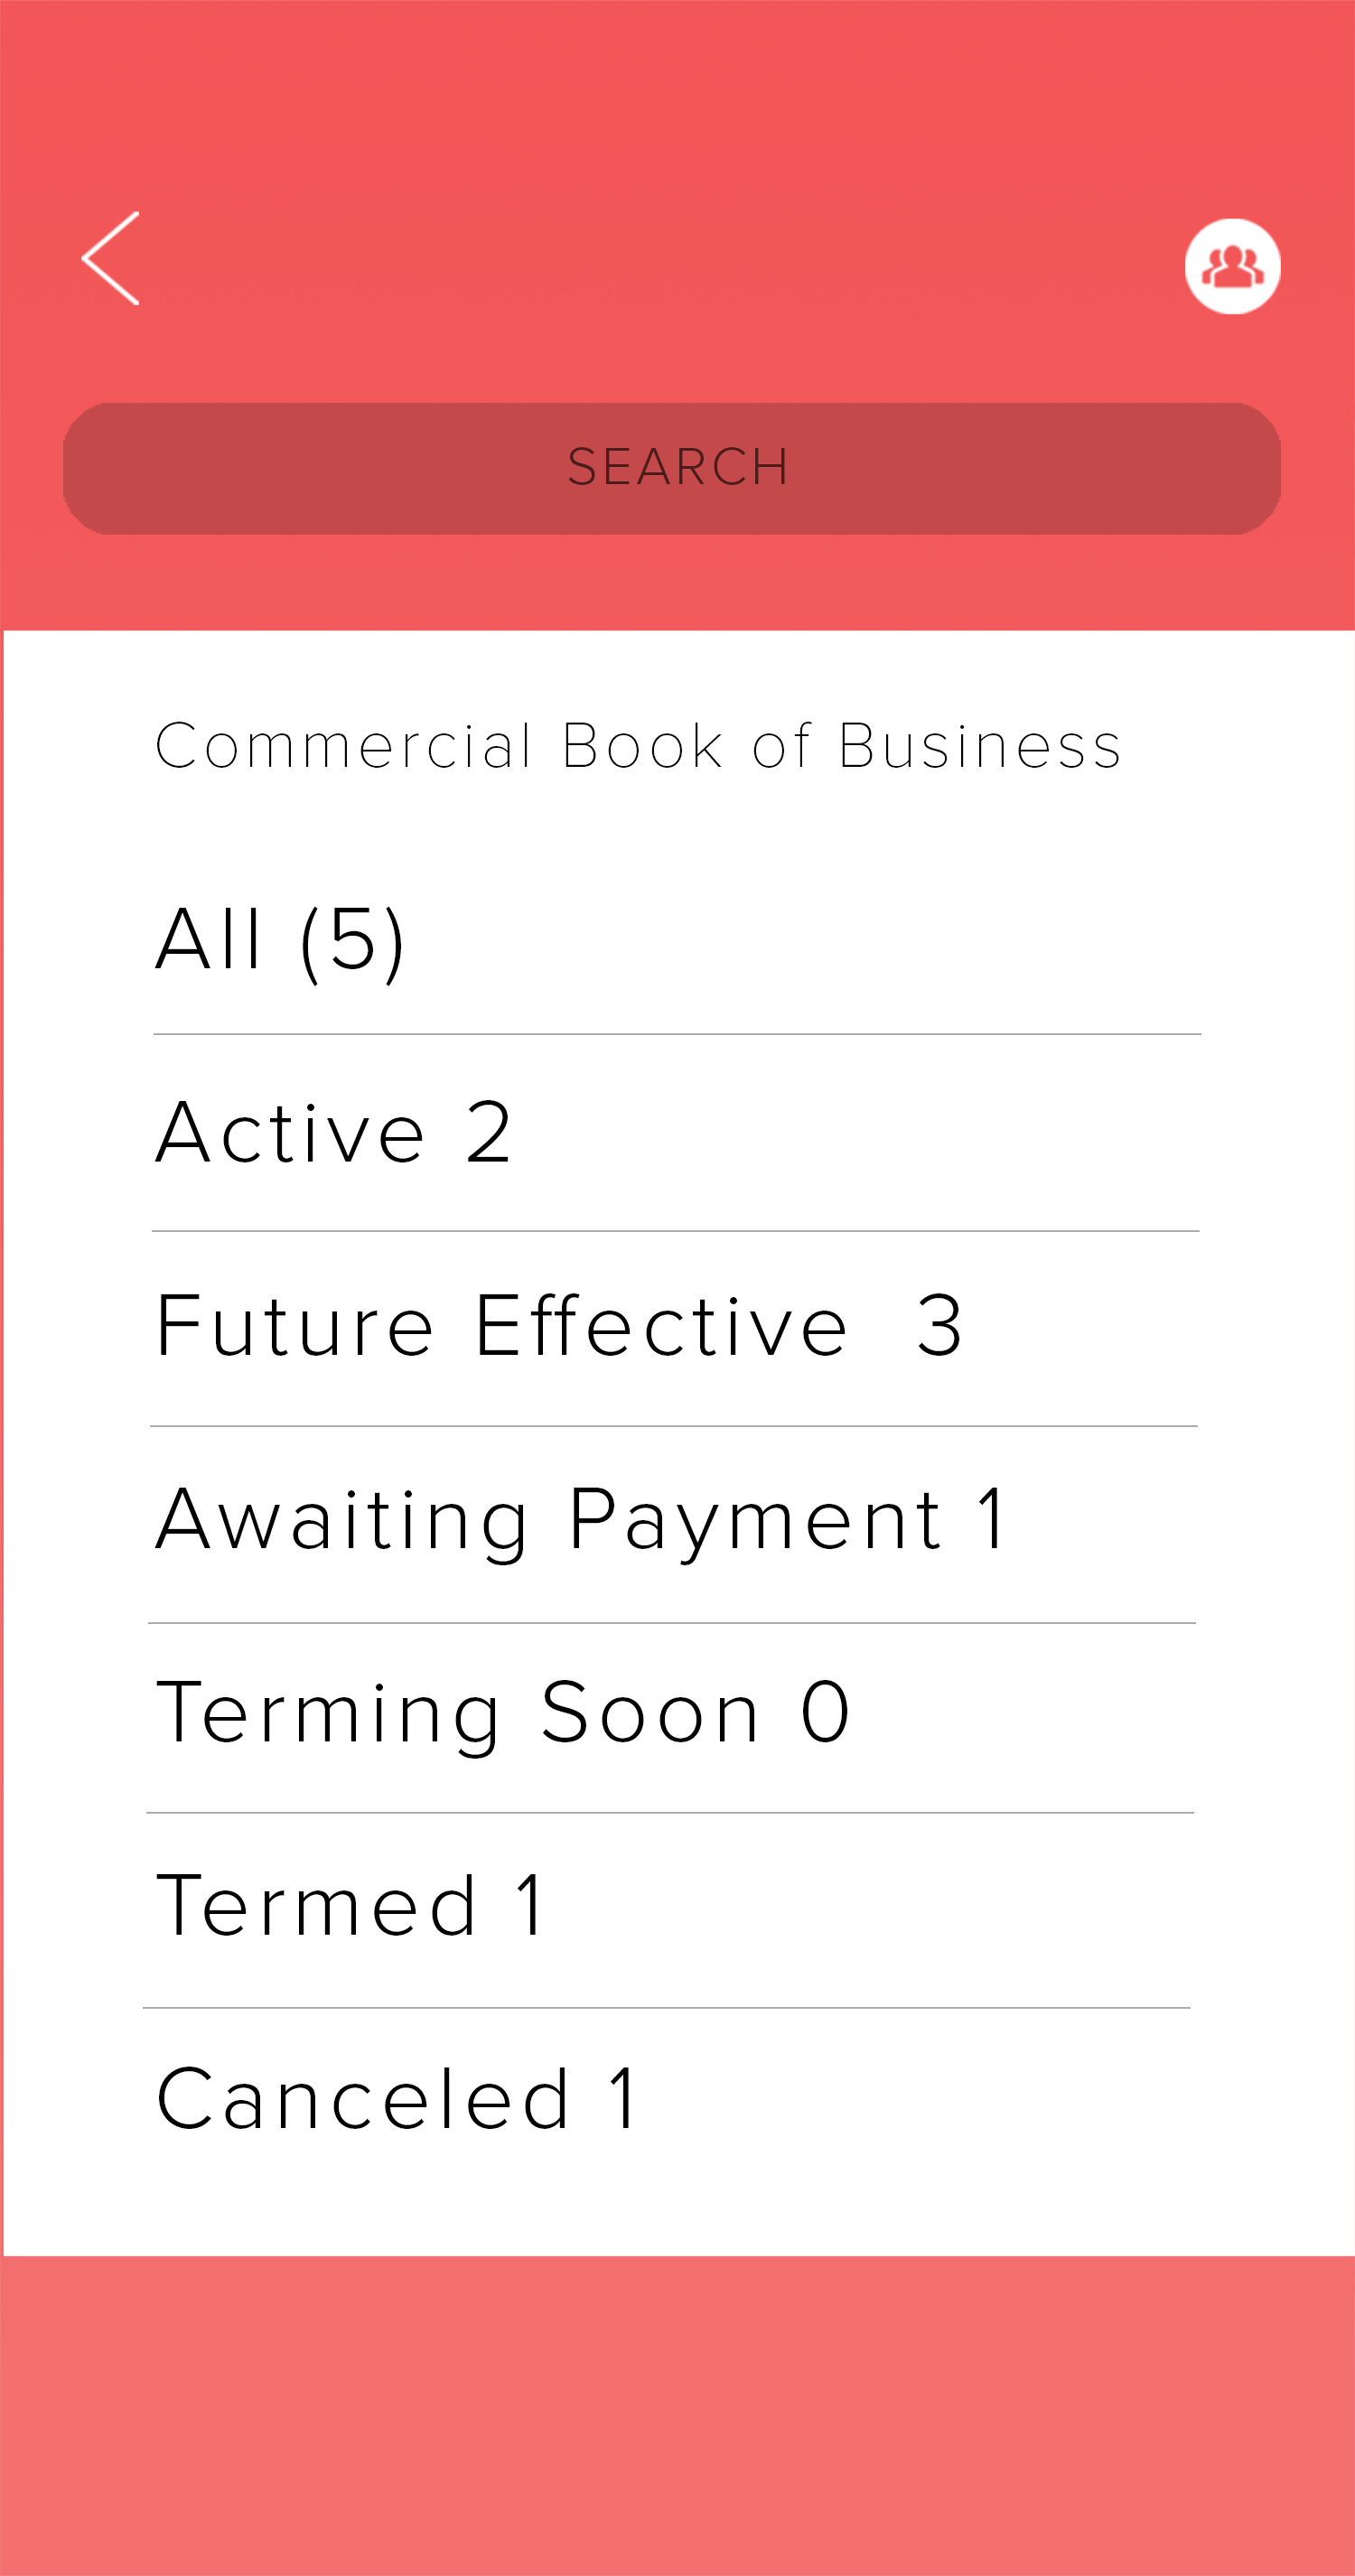 SEARCH
Commercial Book of Business
All (5)
Active 2
Future Effective 3
Awaiting Payment 1
Terming Soon 0
Termed 1
Canceled 1